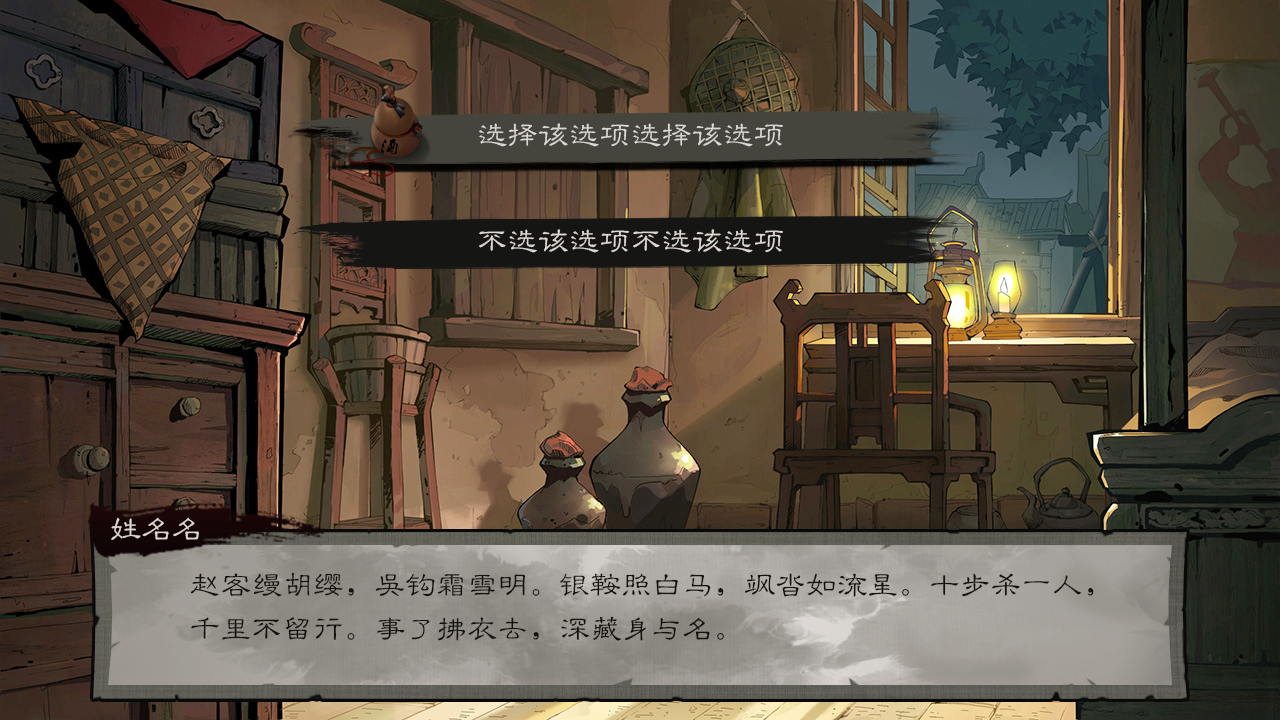 选择该选项选择该选项
不选该选项不选该选项
酒
姓名名
赵客缦胡缨，吳钩霜雪明。银鞍照白马，飒沓如流星。十步杀一人，
千里不留行。事了拂衣去，深藏身与名。